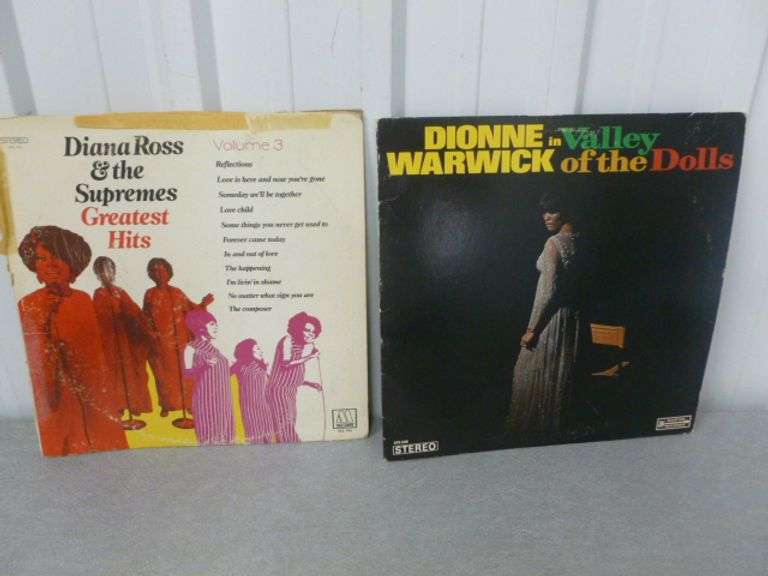 STEREO
Diana Ross
& the
Supremes
Greatest
Hits
Volume 3
Reflections
Love is here and now you're gone
Someday we'll be together
Love child
Some things you never get used to
Forever came today
In and out of love
The happening
I'm livin' in shame
No matter what sign you are
The composer
DIONNE in Valley
WARWICK of the Dolls
STEREO